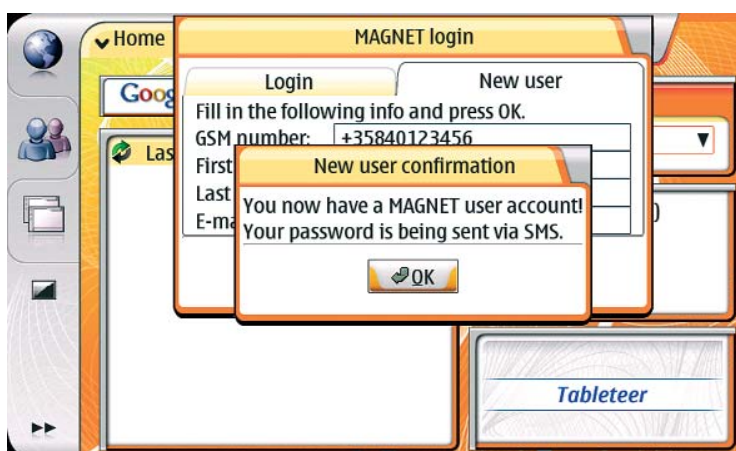 Home
MAGNET login
Login
New user
Fill in the following info and press OK.
GSM number: +35840123456
First
Last
New user confirmation
You now have a MAGNET user account!
Your password is being sent via SMS.
OK
Tableteer